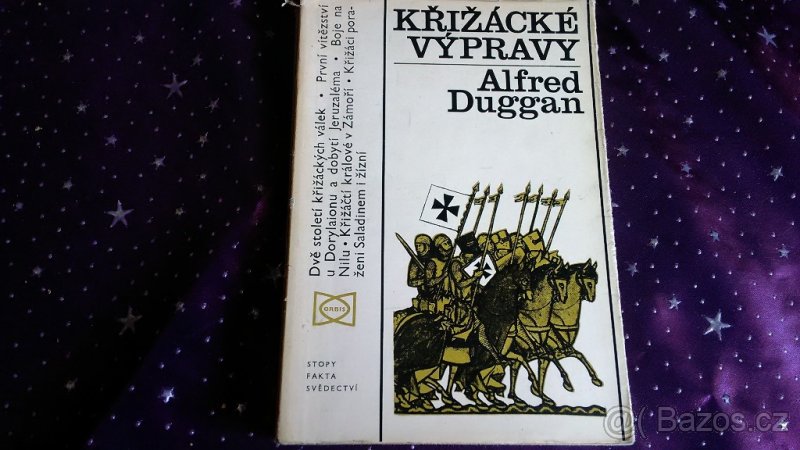 KŘIŽÁCKÉ
VÝPRAVY
Alfred
Duggan
Dvě století křižáckých válek • První vítězství
u Dorylaionu a dobytí Jeruzaléma • Boje na
Nilu • Křižáčtí králové v Zámoří • Křižáci pora-
ženi Saladinem i žízní
ORBIS
STOPY
FAKTA
SVĚDECTVÍ
@( Bazos.cz